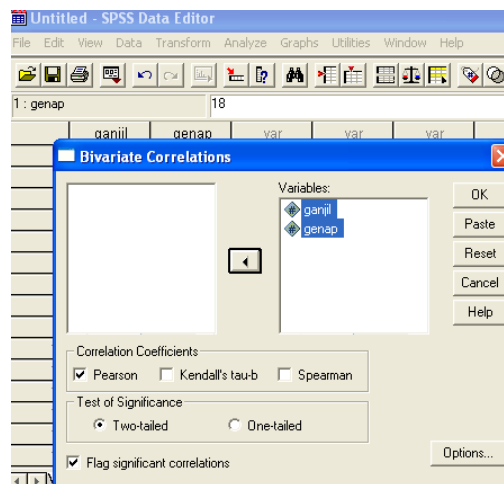 Untitled - SPSS Data Editor
File Edit View Data Transform Analyze Graphs Utilities Window Help
1 : genap 18
ganjil genap var var var
Bivariate Correlations
Variables:
ganjil
genap
OK
Paste
Reset
Cancel
Help
Correlation Coefficients
Pearson Kendall's tau-b Spearman
Test of Significance
Two-tailed One-tailed
Flag significant correlations
Options...